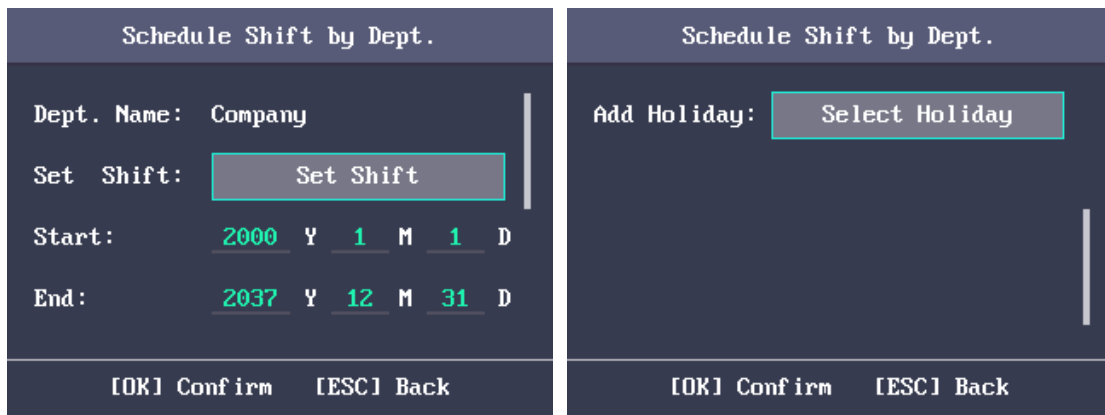 Schedule Shift by Dept.
Dept. Name: Company
Set Shift: Set Shift
Start: 2000 Y 1 M 1 D
End: 2037 Y 12 M 31 D
[OK] Confirm [ESC] Back
Schedule Shift by Dept.
Add Holiday: Select Holiday
[OK] Confirm [ESC] Back